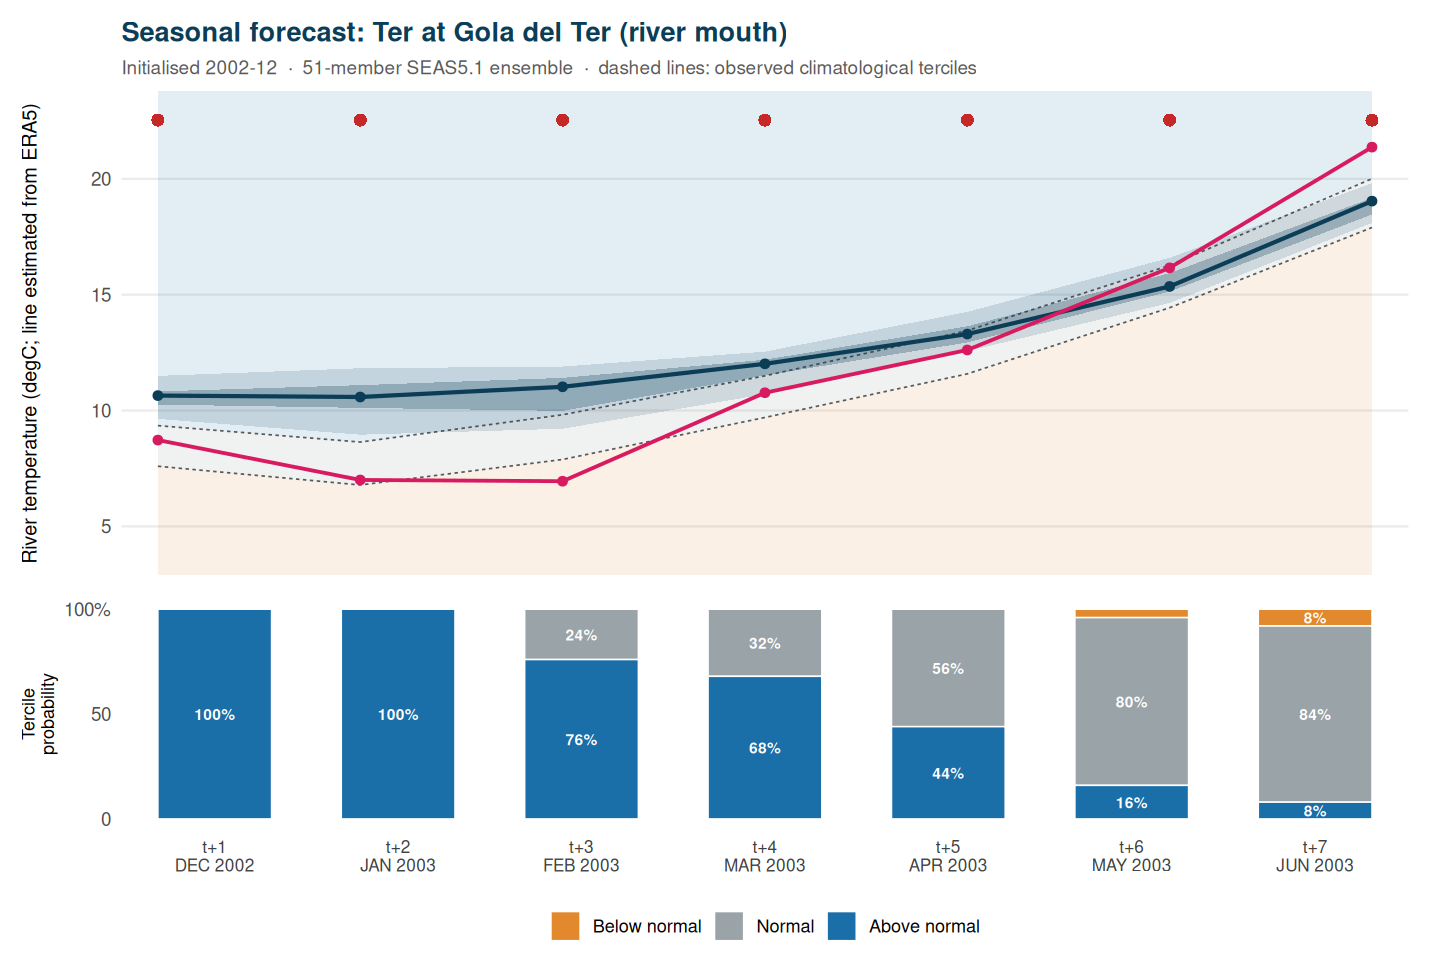 Seasonal forecast: Ter at Gola del Ter (river mouth)
Initialised 2002-12 · 51-member SEAS5.1 ensemble · dashed lines: observed climatological terciles
River temperature (degC; line estimated from ERA5)
20
15
10
5
Tercile
probability
100%
50
0
100%
100%
24%
76%
32%
68%
56%
44%
80%
16%
8%
84%
8%
t+1
DEC 2002
t+2
JAN 2003
t+3
FEB 2003
t+4
MAR 2003
t+5
APR 2003
t+6
MAY 2003
t+7
JUN 2003
Below normal
Normal
Above normal